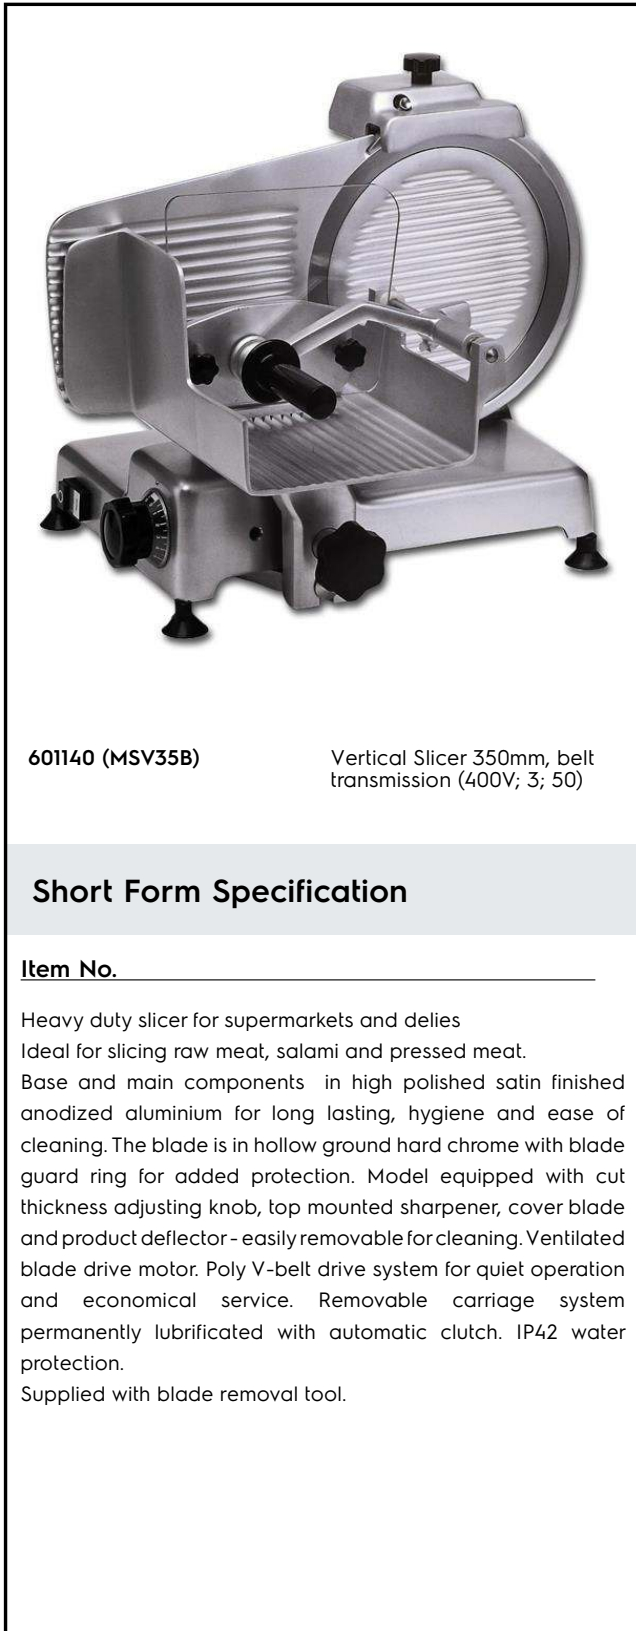 601140 (MSV35B)
Vertical Slicer 350mm, belt
transmission (400V; 3; 50)
Short Form Specification
Item No.
Heavy duty slicer for supermarkets and delies
Ideal for slicing raw meat, salami and pressed meat.
Base and main components in high polished satin finished
anodized aluminium for long lasting, hygiene and ease of
cleaning. The blade is in hollow ground hard chrome with blade
guard ring for added protection. Model equipped with cut
thickness adjusting knob, top mounted sharpener, cover blade
and product deflector - easily removable for cleaning. Ventilated
blade drive motor. Poly V-belt drive system for quiet operation
and economical service. Removable carriage system
permanently lubrificated with automatic clutch. IP42 water
protection.
Supplied with blade removal tool.